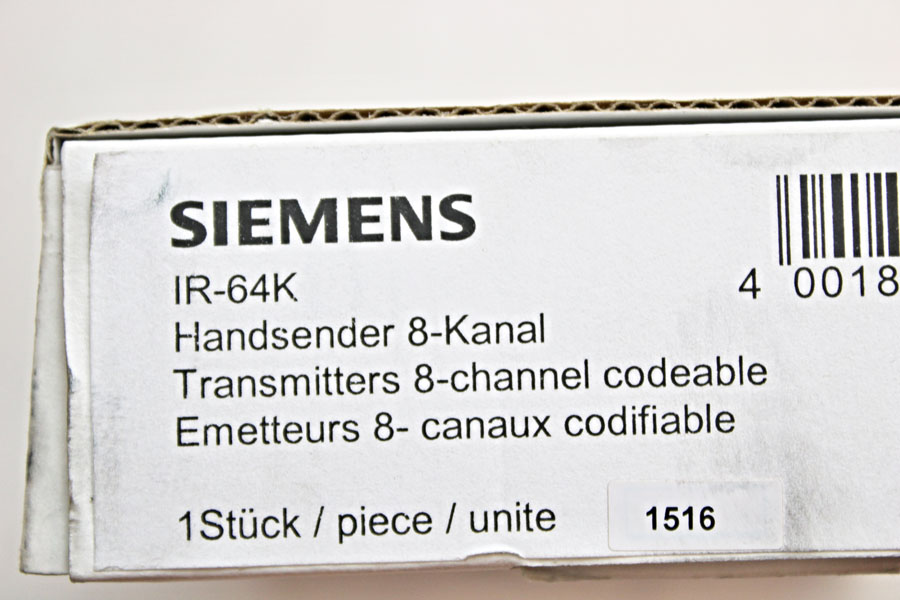 SIEMENS
IR-64K
Handsender 8-Kanal
Transmitters 8-channel codeable
Emetteurs 8- canaux codifiable
1Stück / piece / unite
1516
4 0018